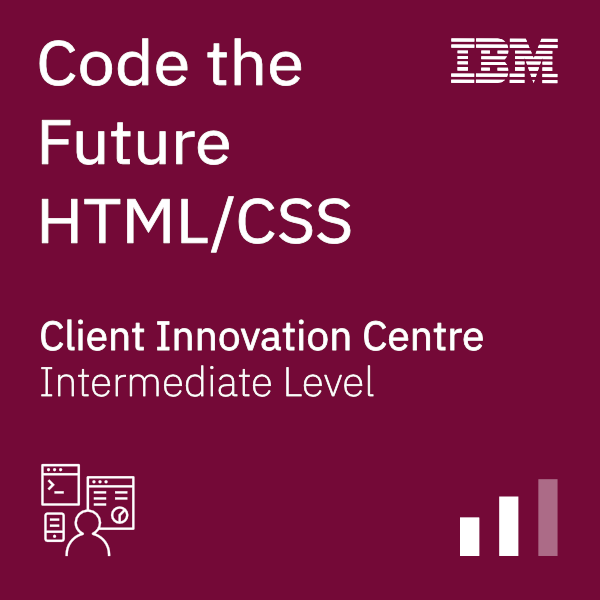 Code the
IBM
Future
HTML/CSS
Client Innovation Centre
Intermediate Level